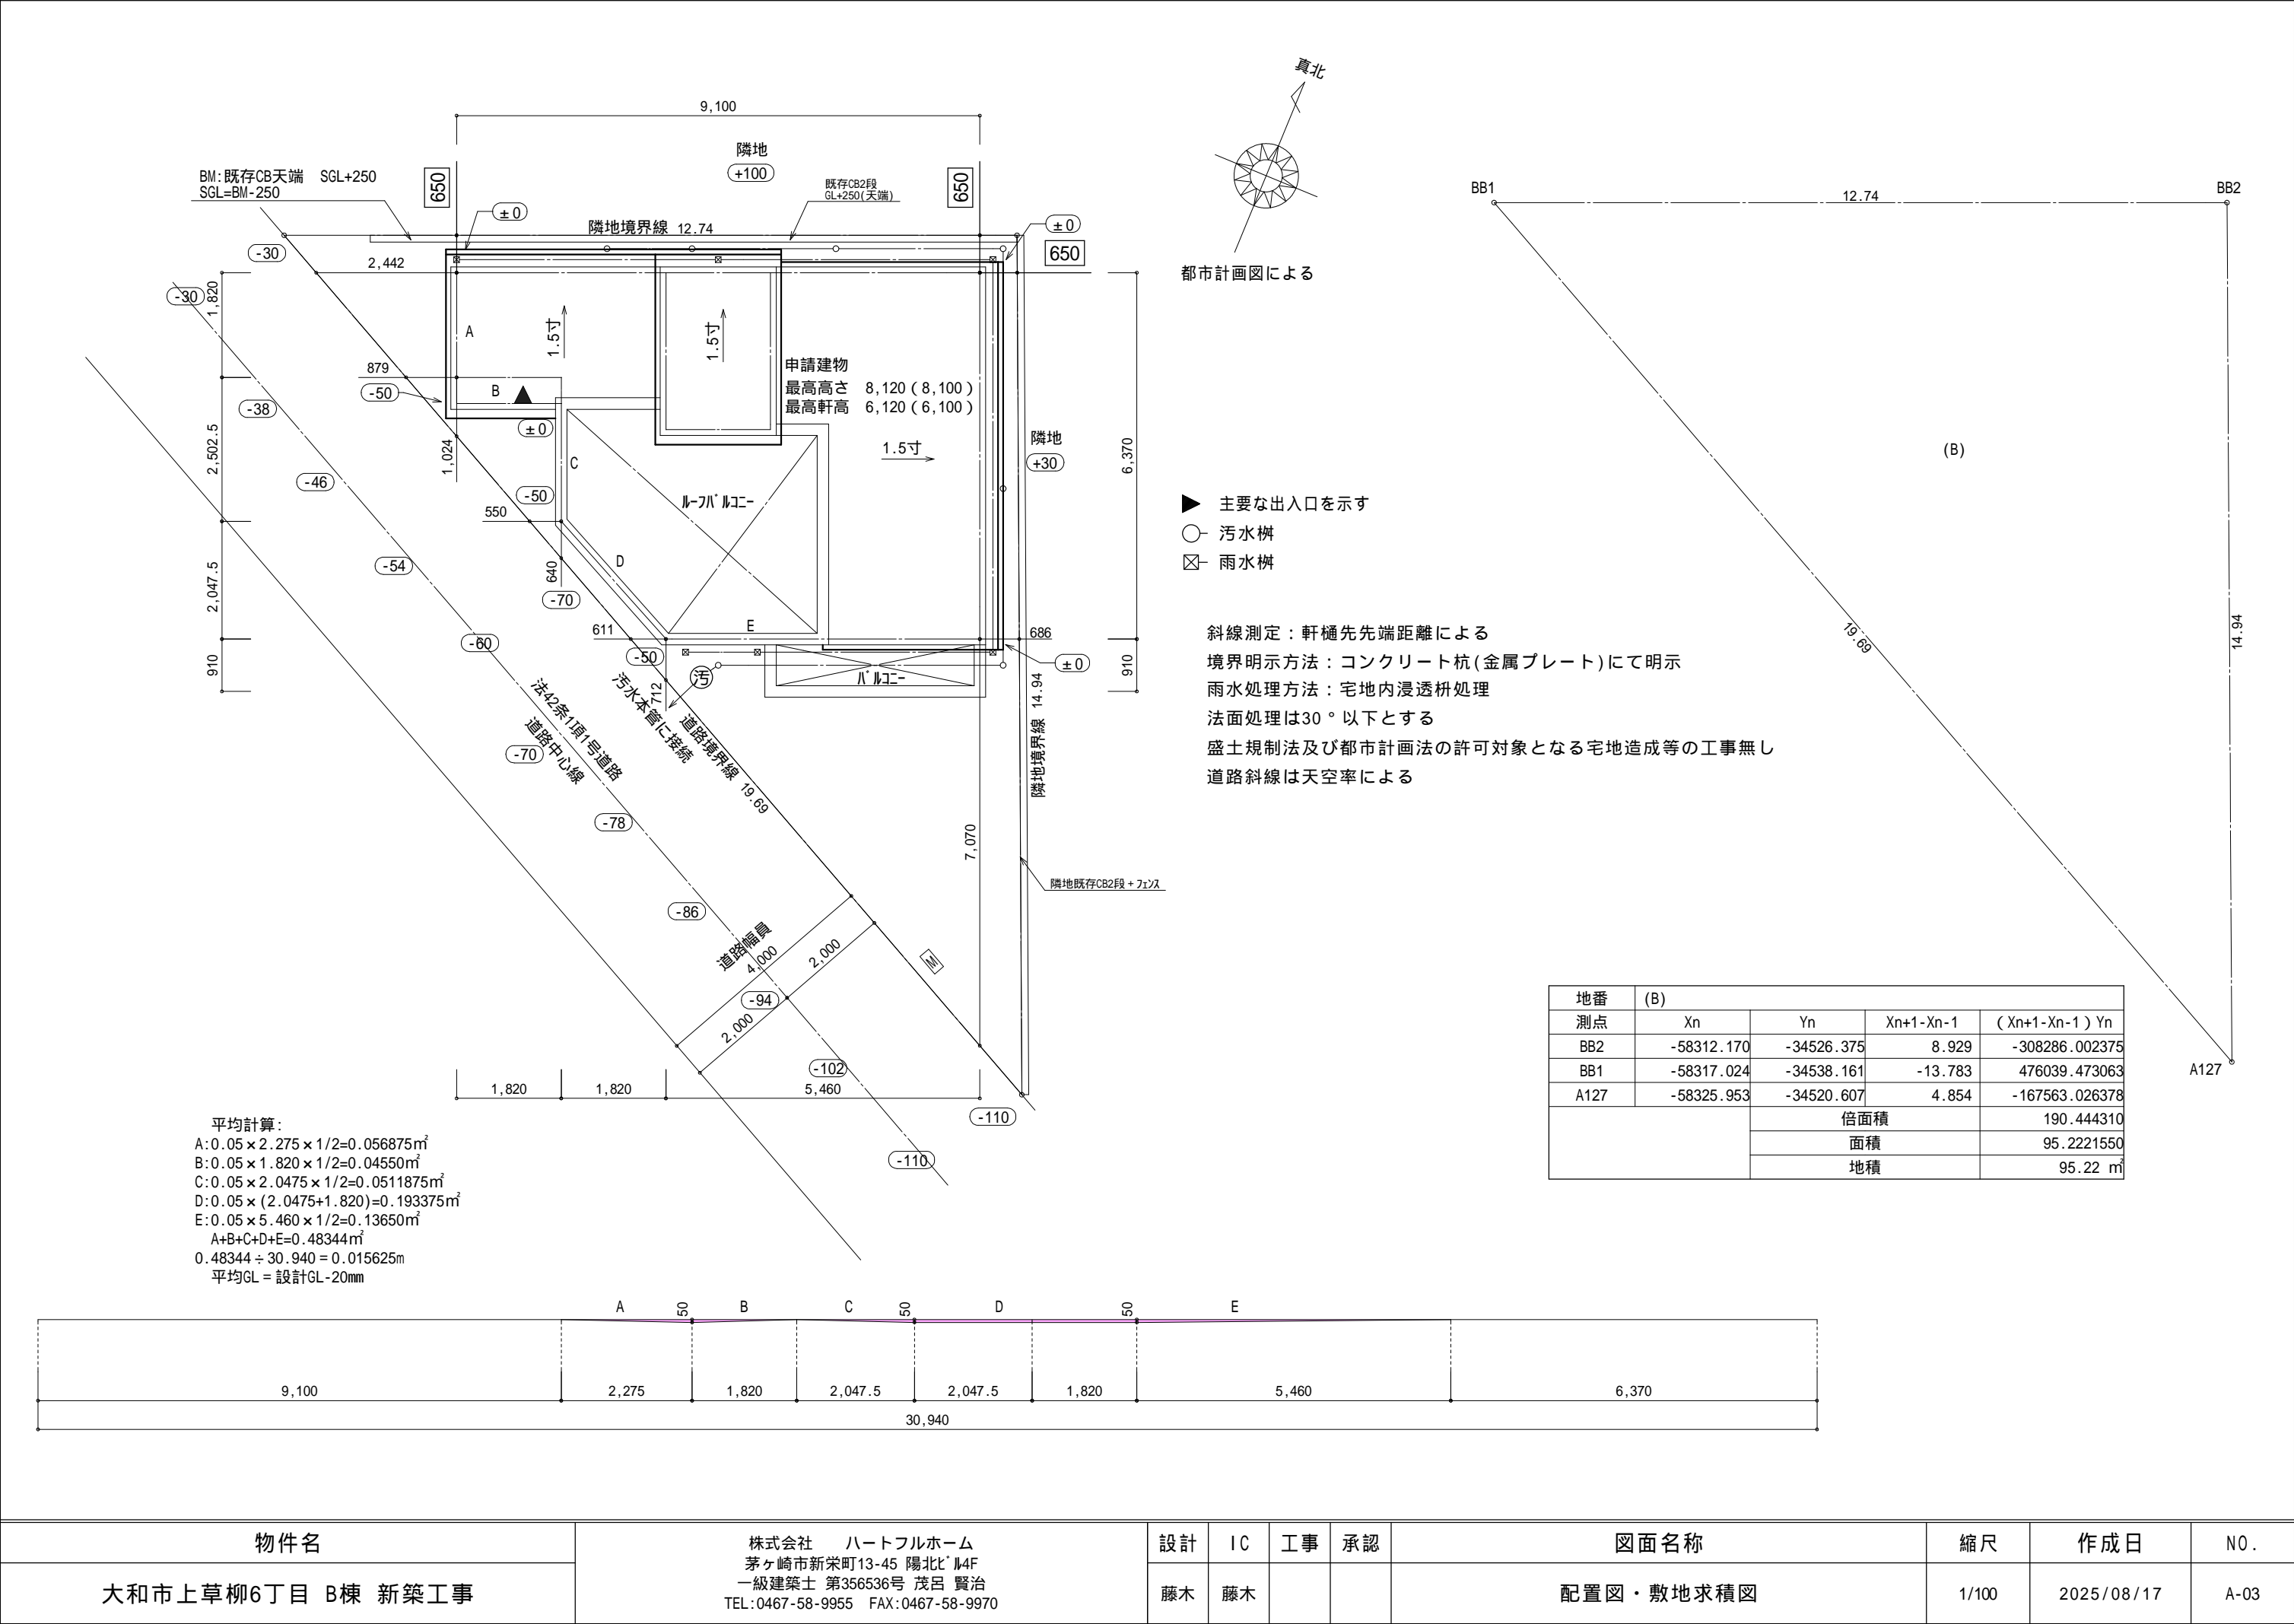 真北
都市計画図による
9,100
隣地
+100
BM:既存CB天端 SGL+250
SGL=BM-250
650
650
既存CB2段
GL+250(天端)
±0
隣地境界線 12.74
±0
650
-30
2,442
-30
1,820
A
1.5寸
1.5寸
申請建物
最高高さ 8,120(8,100)
最高軒高 6,120(6,100)
879
B
-50
-38
±0
2,502.5
1,024
C
1.5寸
隣地
+30
6,370
-46
-50
ルーフバルコニー
550
D
-54
640
2,047.5
-70
611
E
686
-60
-50
汚
±0
910
712
バルコニー
910
法42条1項1号道路
道路中心線
汚水本管に接続
道路境界線 19.69
隣地境界線 14.94
-70
-78
7,070
隣地既存CB2段+フェンス
-86
道路幅員
4,000
2,000
M
-94
2,000
-102
1,820
1,820
5,460
-110
-110
主要な出入口を示す
汚水桝
雨水桝
斜線測定:軒樋先先端距離による
境界明示方法:コンクリート杭(金属プレート)にて明示
雨水処理方法:宅地内浸透枡処理
法面処理は30°以下とする
盛土規制法及び都市計画法の許可対象となる宅地造成等の工事無し
道路斜線は天空率による
BB1
12.74
BB2
(B)
19.69
14.94
A127
地番 (B)
測点 Xn Yn Xn+1-Xn-1 (Xn+1-Xn-1)Yn
BB2 -58312.170 -34526.375 8.929 -308286.002375
BB1 -58317.024 -34538.161 -13.783 476039.473063
A127 -58325.953 -34520.607 4.854 -167563.026378
倍面積 190.444310
面積 95.2221550
地積 95.22 ㎡
平均計算:
A:0.05×2.275×1/2=0.056875㎡
B:0.05×1.820×1/2=0.04550㎡
C:0.05×2.0475×1/2=0.0511875㎡
D:0.05×(2.0475+1.820)=0.193375㎡
E:0.05×5.460×1/2=0.13650㎡
A+B+C+D+E=0.48344㎡
0.48344÷30.940=0.015625m
平均GL=設計GL-20mm
A 50 B C 50 D 50 E
9,100 2,275 1,820 2,047.5 2,047.5 1,820 5,460 6,370
30,940
物件名
大和市上草柳6丁目 B棟 新築工事
株式会社 ハートフルホーム
茅ヶ崎市新栄町13-45 陽北ビル4F
一級建築士 第356536号 茂呂 賢治
TEL:0467-58-9955 FAX:0467-58-9970
設計 IC 工事 承認
藤木 藤木
図面名称
配置図・敷地求積図
縮尺
1/100
作成日
2025/08/17
NO.
A-03